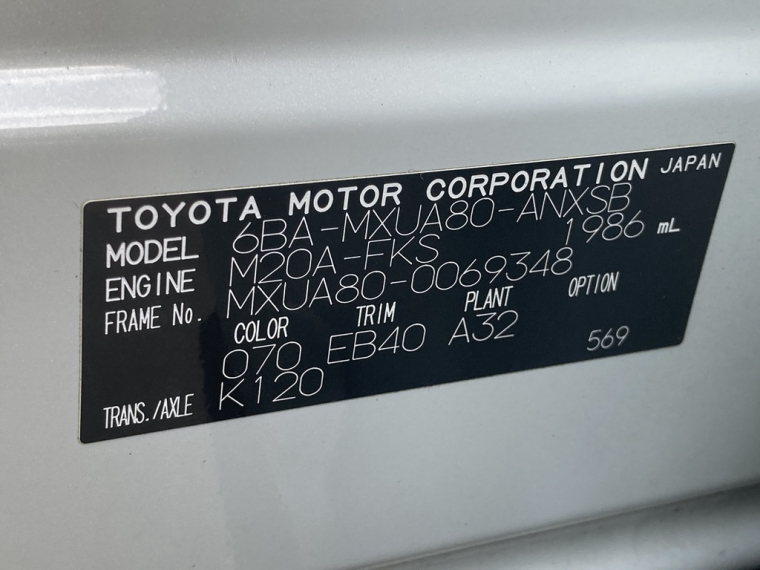 TOYOTA MOTOR CORPORATION JAPAN
MODEL 6BA-MXUA80-ANXSB
ENGINE M20A-FKS 1986 mL
FRAME No. MXUA80-0069348
COLOR TRIM PLANT OPTION
070 EB40 A32 569
TRANS./AXLE K120